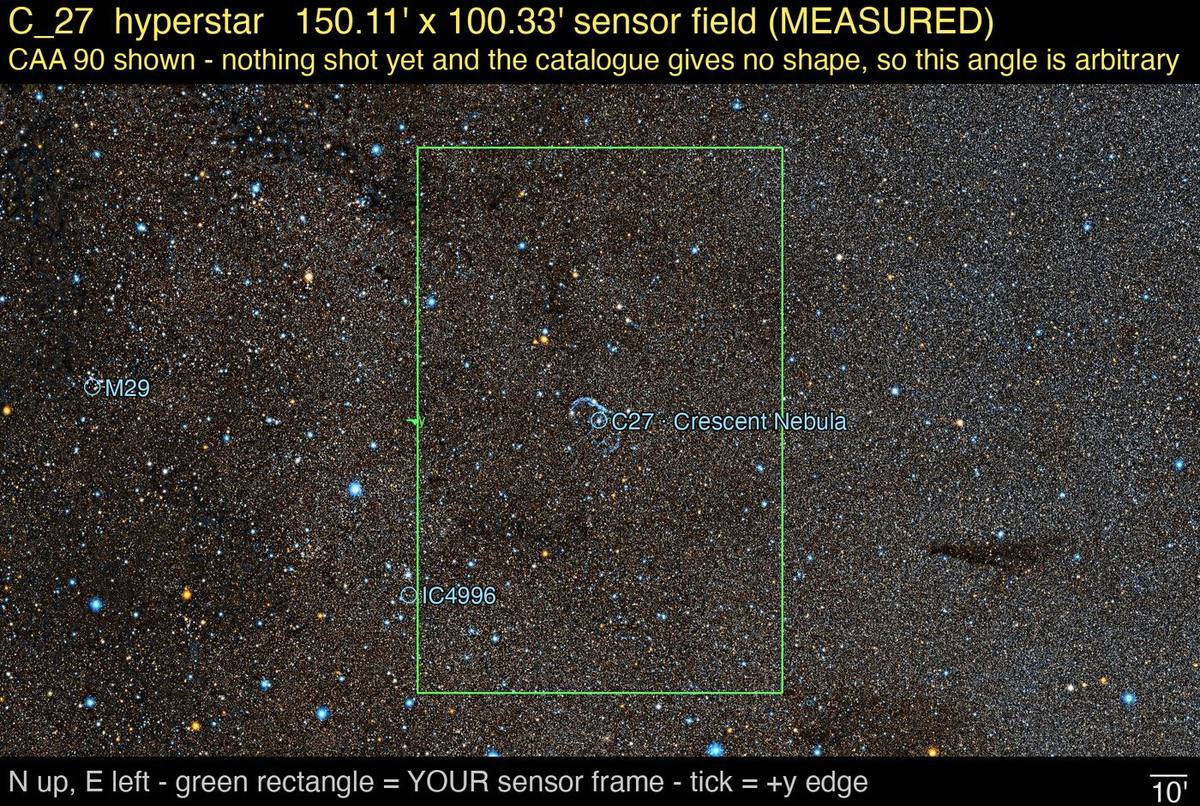 C_27 hyperstar 150.11' x 100.33' sensor field (MEASURED)
CAA 90 shown - nothing shot yet and the catalogue gives no shape, so this angle is arbitrary
M29
C27 · Crescent Nebula
y
IC4996
N up, E left - green rectangle = YOUR sensor frame - tick = +y edge
10'